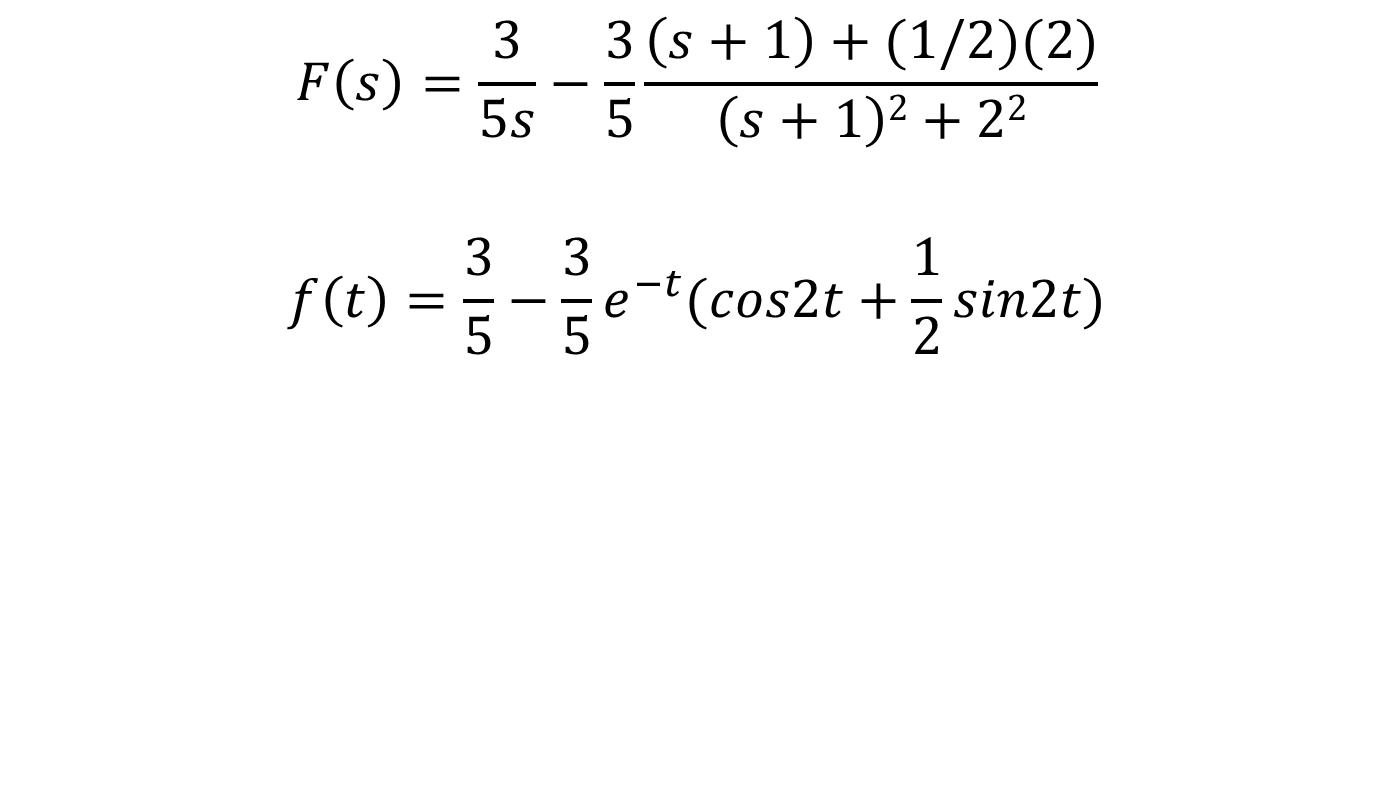 F(s) = 3/5s − 3/5 ((s + 1) + (1/2)(2))/((s + 1)² + 2²)
f(t) = 3/5 − 3/5 e⁻ᵗ(cos2t + 1/2 sin2t)